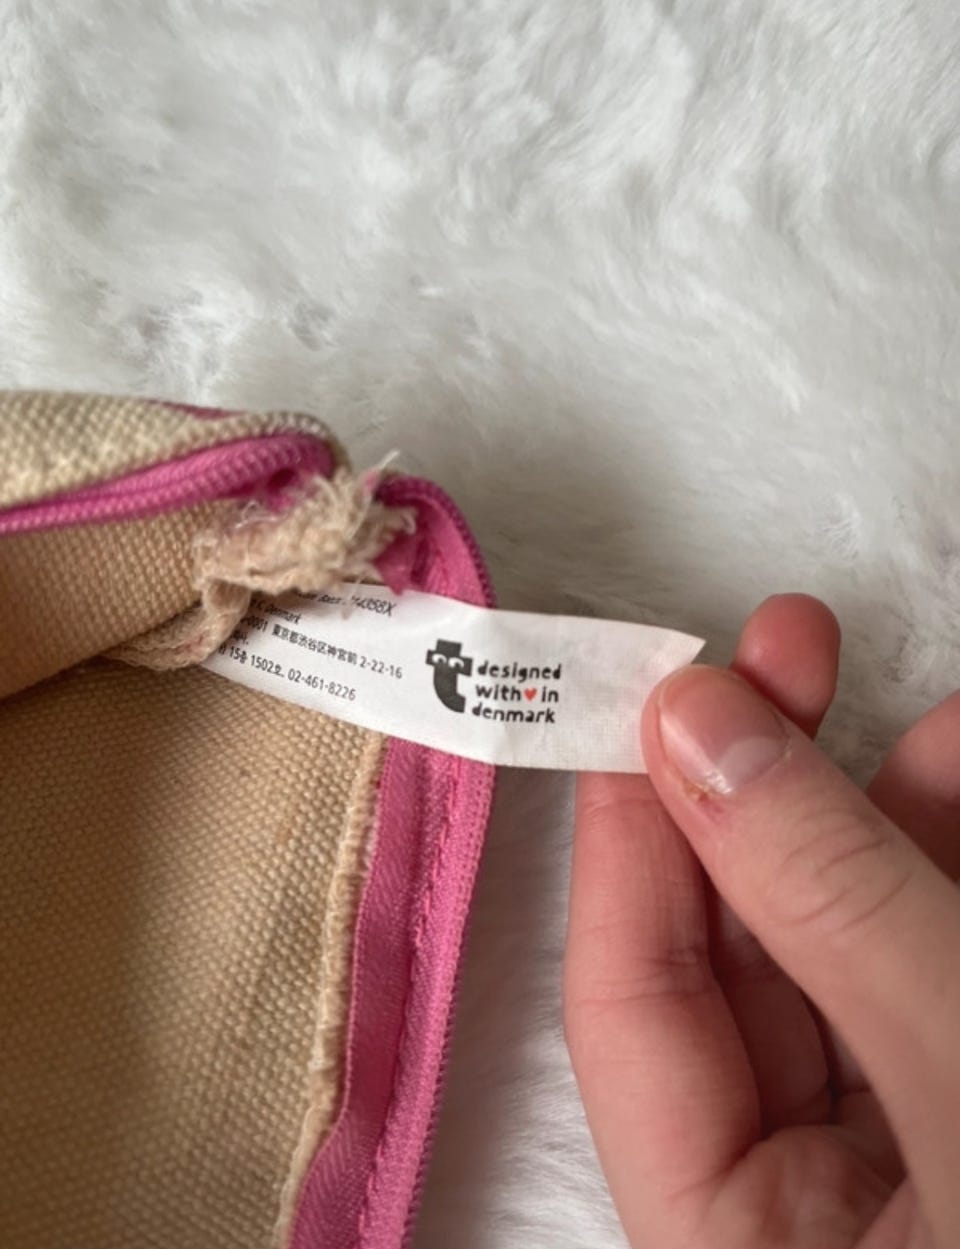 Denmark
東京都渋谷区神宮前 2-22-16
15층 1502호. 02-461-8226
designed
with♥in
denmark